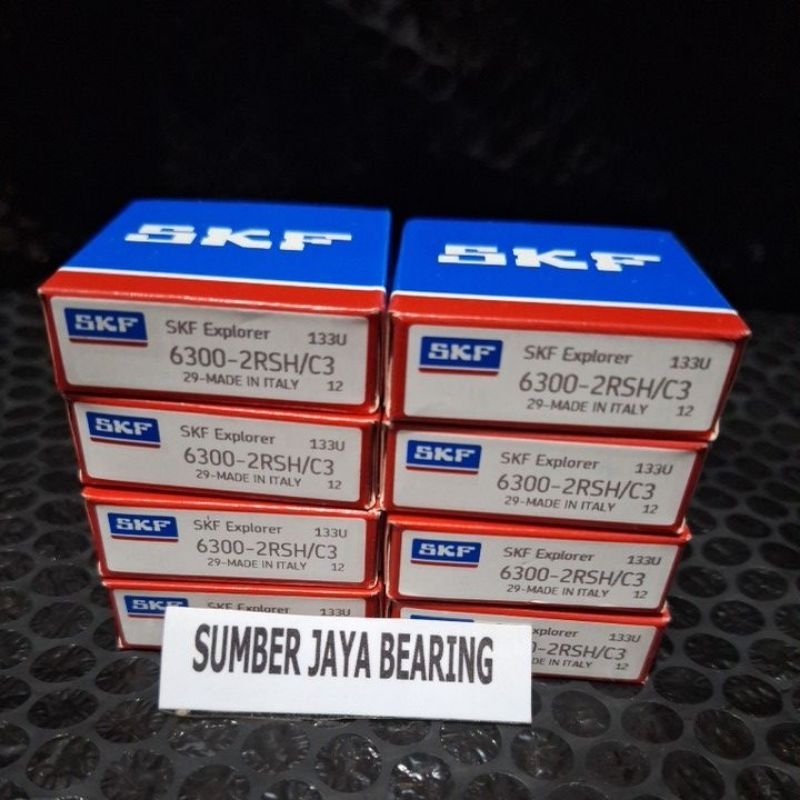 SKF
SKF
SKF
SKF Explorer 133U
6300-2RSH/C3
29-MADE IN ITALY 12
SKF
SKF Explorer 133U
6300-2RSH/C3
29-MADE IN ITALY 12
SKF
SKF Explorer 133U
6300-2RSH/C3
29-MADE IN ITALY 12
SKF
SKF Explorer 133U
6300-2RSH/C3
29-MADE IN ITALY 12
SKF
SKF Explorer 133U
6300-2RSH/C3
29-MADE IN ITALY 12
SKF
SKF Explorer 133U
6300-2RSH/C3
29-MADE IN ITALY 12
SKF
SKF Explorer 133U
133U
-2RSH/C3
IN ITALY 12
SUMBER JAYA BEARING